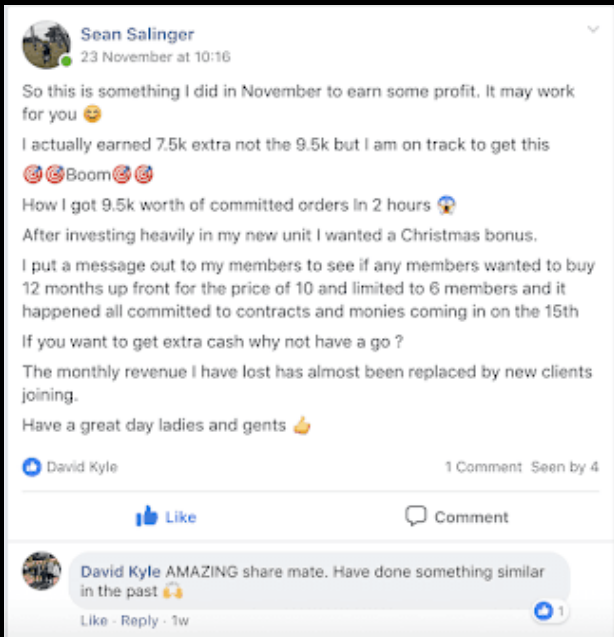 Sean Salinger
23 November at 10:16
So this is something I did in November to earn some profit. It may work
for you 😊
I actually earned 7.5k extra not the 9.5k but I am on track to get this
🎯🎯Boom🎯🎯
How I got 9.5k worth of committed orders In 2 hours 😱
After investing heavily in my new unit I wanted a Christmas bonus.
I put a message out to my members to see if any members wanted to buy
12 months up front for the price of 10 and limited to 6 members and it
happened all committed to contracts and monies coming in on the 15th
If you want to get extra cash why not have a go ?
The monthly revenue I have lost has almost been replaced by new clients
joining.
Have a great day ladies and gents 👍
David Kyle
1 Comment Seen by 4
Like
Comment
David Kyle AMAZING share mate. Have done something similar
in the past 🙌
Like · Reply · 1w
1